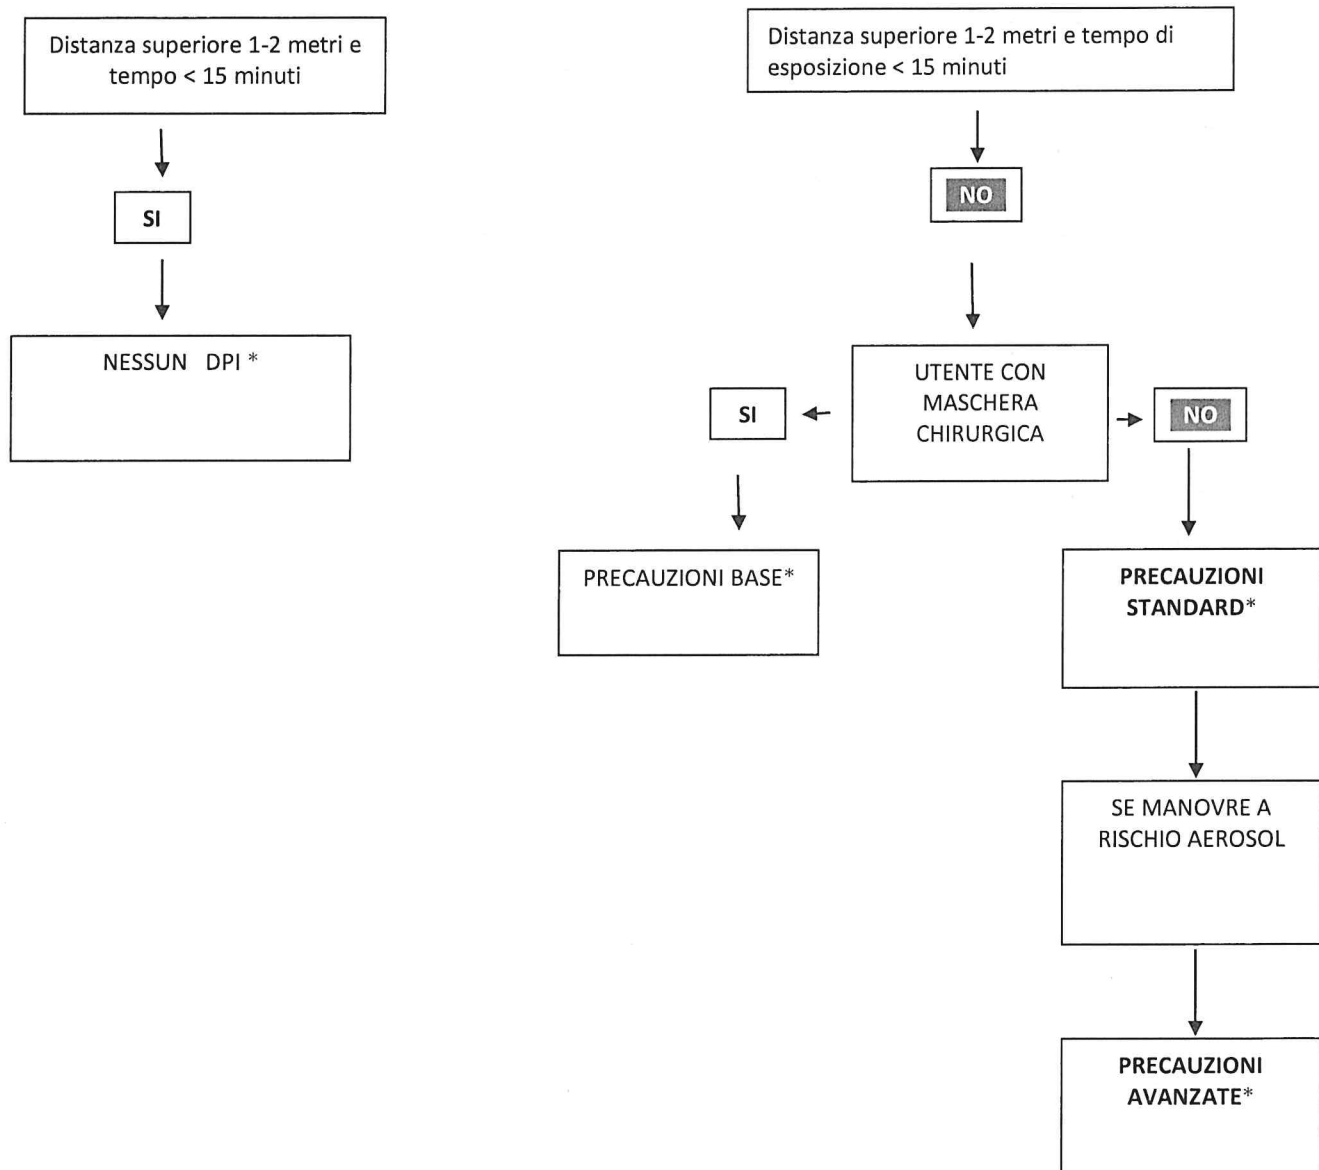 Distanza superiore 1-2 metri e
tempo < 15 minuti
SI
NESSUN DPI *
Distanza superiore 1-2 metri e tempo di
esposizione < 15 minuti
NO
UTENTE CON
MASCHERA
CHIRURGICA
SI
NO
PRECAUZIONI BASE*
PRECAUZIONI
STANDARD*
SE MANOVRE A
RISCHIO AEROSOL
PRECAUZIONI
AVANZATE*